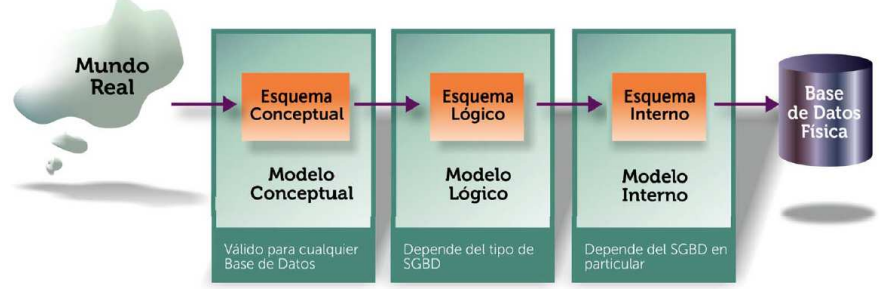 Mundo
Real
Esquema
Conceptual
Modelo
Conceptual
Válido para cualquier
Base de Datos
Esquema
Lógico
Modelo
Lógico
Depende del tipo de
SGBD
Esquema
Interno
Modelo
Interno
Depende del SGBD en
particular
Base
de Datos
Física